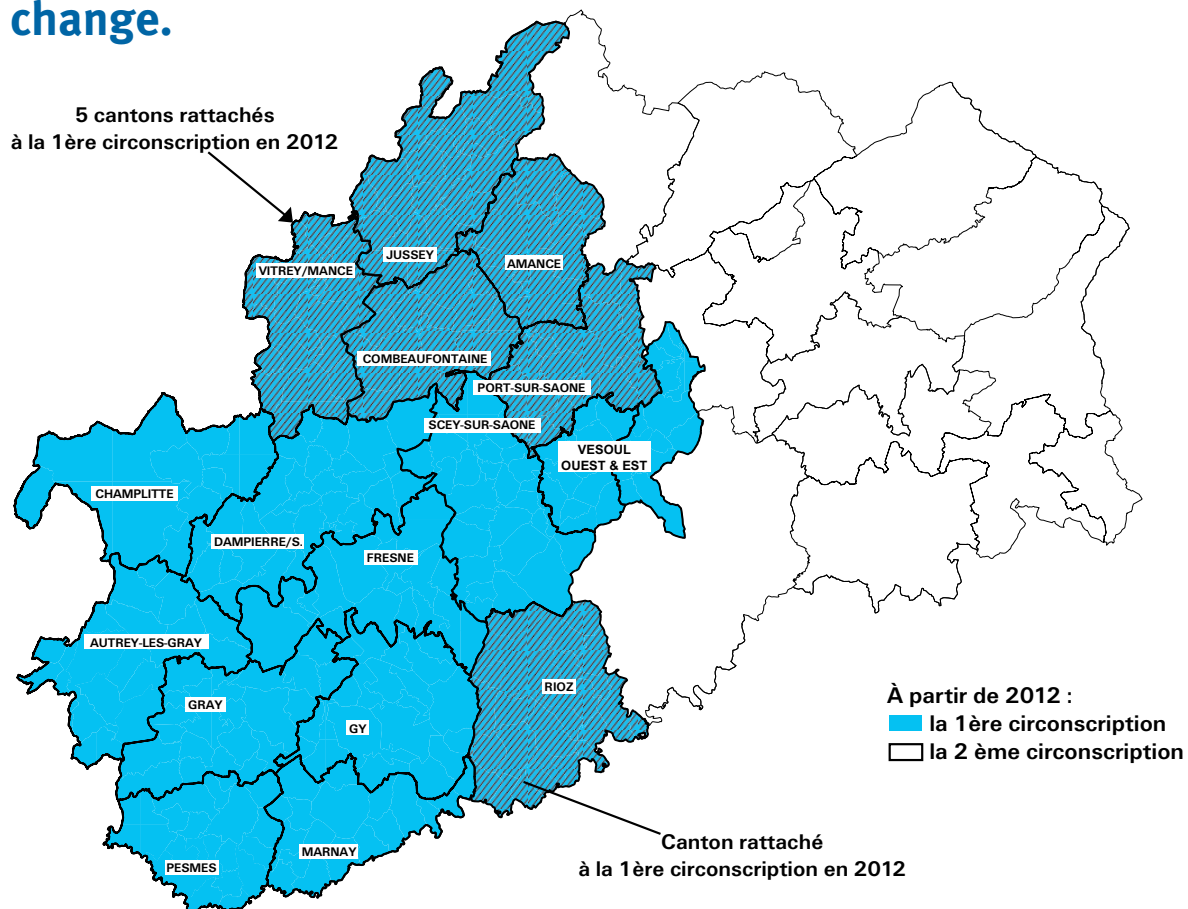 change.
5 cantons rattachés
à la 1ère circonscription en 2012
JUSSEY
VITREY/MANCE
AMANCE
COMBEAUFONTAINE
PORT-SUR-SAONE
SCEY-SUR-SAONE
VESOUL
OUEST & EST
CHAMPLITTE
DAMPIERRE/S.
FRESNE
AUTREY-LES-GRAY
RIOZ
GRAY
GY
À partir de 2012 :
la 1ère circonscription
la 2 ème circonscription
MARNAY
PESMES
Canton rattaché
à la 1ère circonscription en 2012